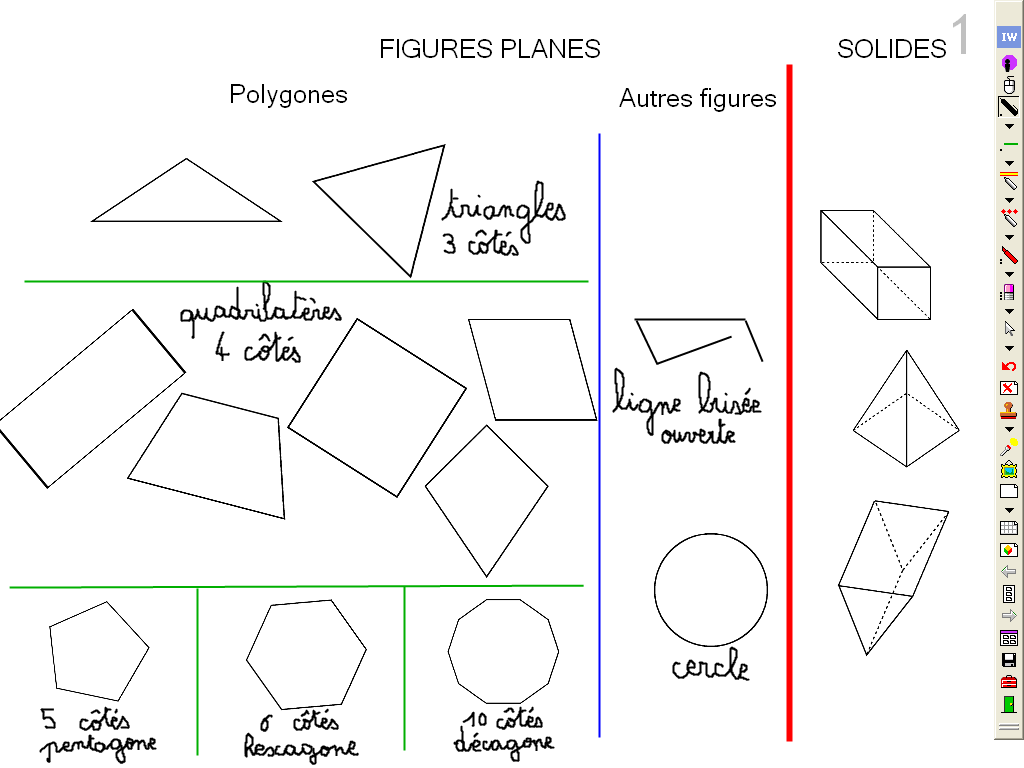 FIGURES PLANES
SOLIDES
1
IW
Polygones
Autres figures
triangles
3 côtés
quadrilatères
4 côtés
ligne brisée
ouverte
cercle
5 côtés
pentagone
6 côtés
hexagone
10 côtés
décagone